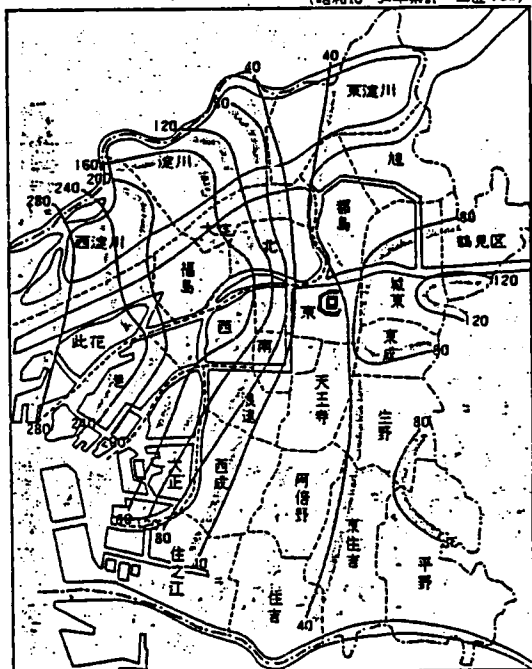 40
40
東淀川
120
80
旭
160
淀川
200
240
福島
280
大淀
北
80
西淀川
鶴見区
福島
城東
120
西
東
120
此花
南
東成
港
80
天王寺
浪速
生野
280
240
200
80
大正
西成
阿倍野
80
東住吉
住之江
平野
40
住吉
40